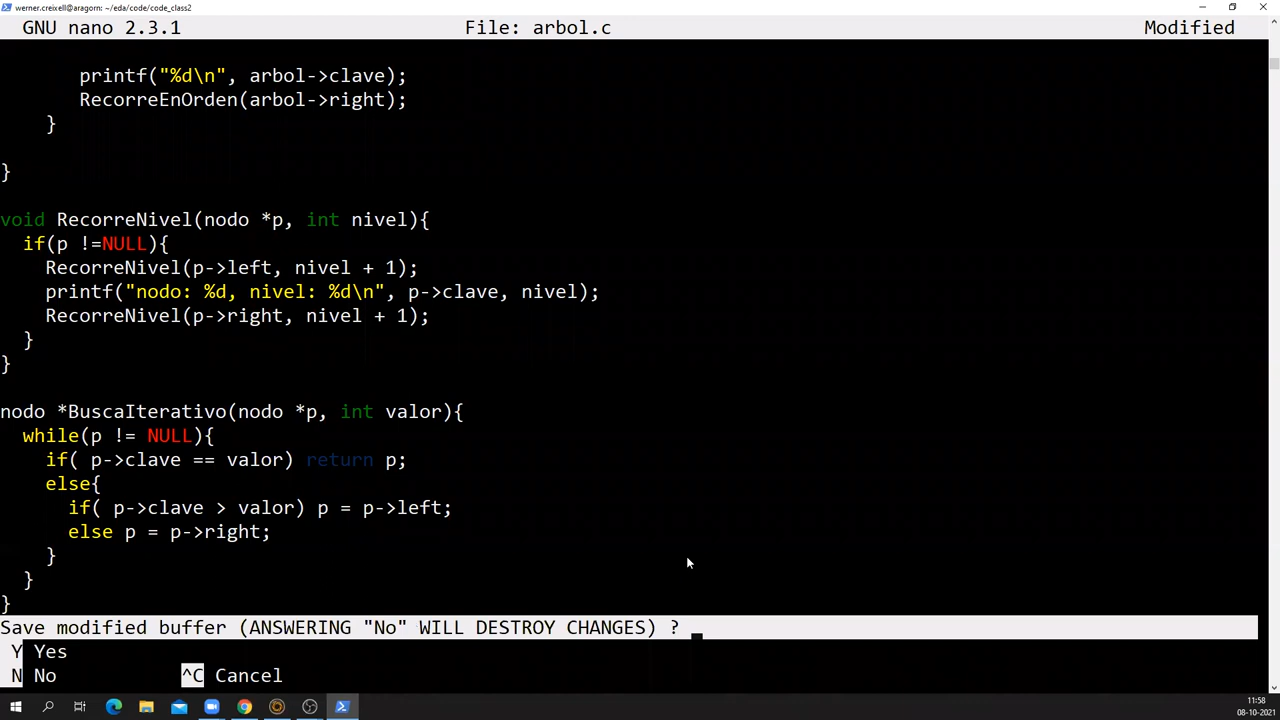 werner.creixell@aragorn: ~/eda/code/code_class2
GNU nano 2.3.1 File: arbol.c Modified
printf("%d\n", arbol->clave);
RecorreEnOrden(arbol->right);
}
}
void RecorreNivel(nodo *p, int nivel){
if(p !=NULL){
RecorreNivel(p->left, nivel + 1);
printf("nodo: %d, nivel: %d\n", p->clave, nivel);
RecorreNivel(p->right, nivel + 1);
}
}
nodo *BuscaIterativo(nodo *p, int valor){
while(p != NULL){
if( p->clave == valor) return p;
else{
if( p->clave > valor) p = p->left;
else p = p->right;
}
}
}
Save modified buffer (ANSWERING "No" WILL DESTROY CHANGES) ?
Y Yes
N No ^C Cancel
11:58
08-10-2021